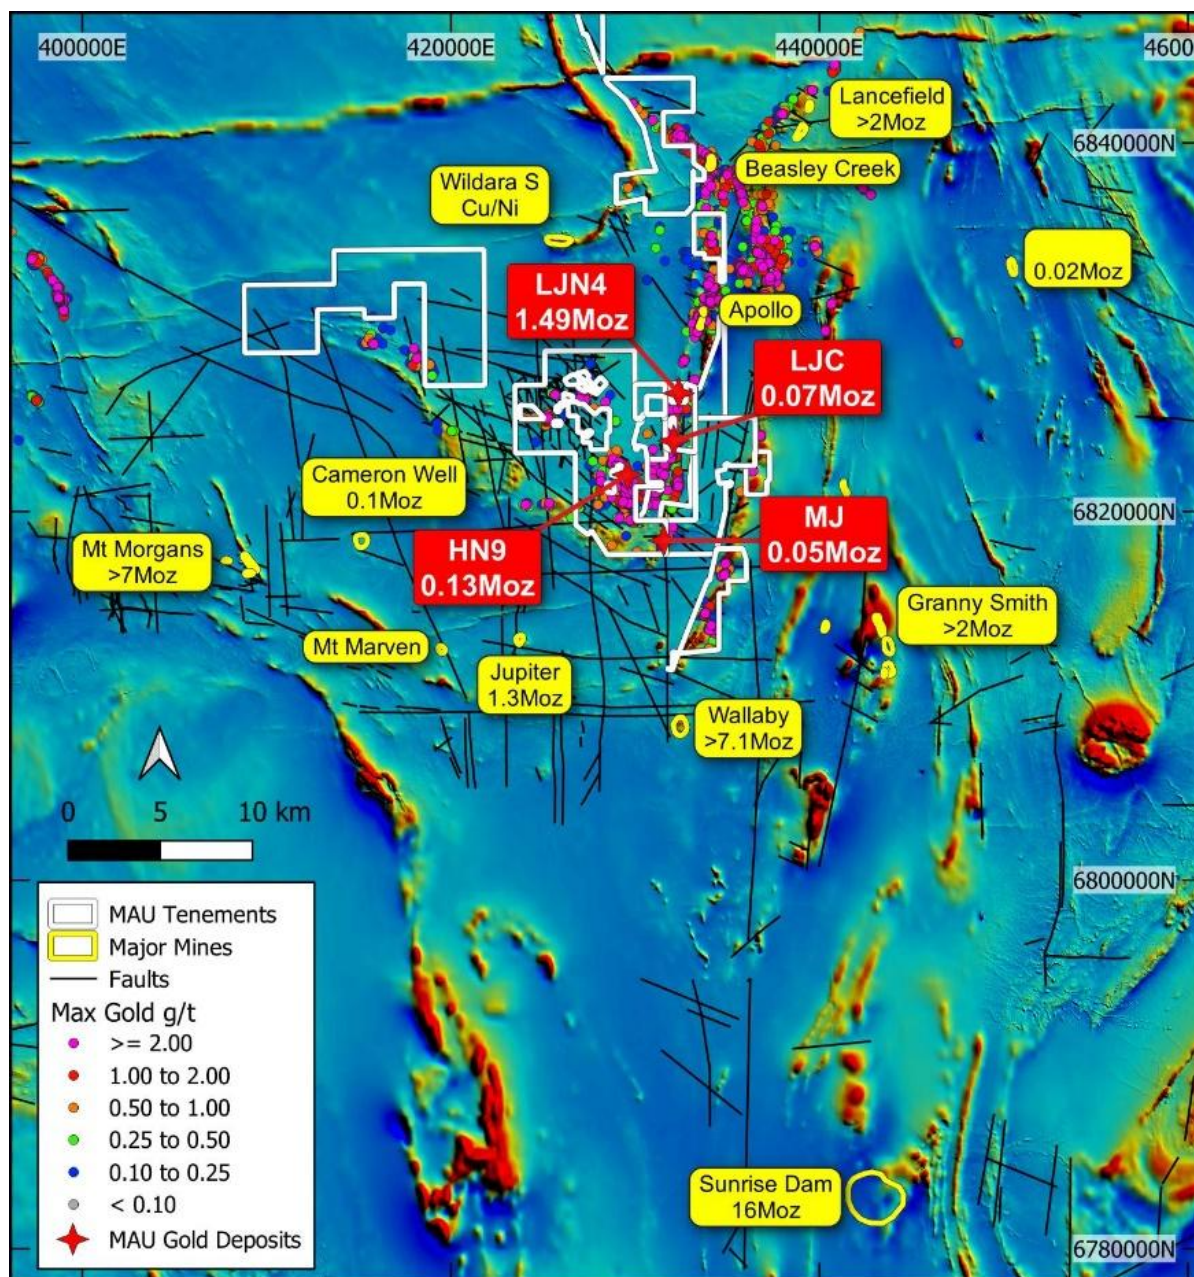 400000E
420000E
440000E
4600
Lancefield
>2Moz
6840000N
Beasley Creek
Wildara S
Cu/Ni
0.02Moz
LJN4
1.49Moz
Apollo
LJC
0.07Moz
Cameron Well
0.1Moz
6820000N
MJ
0.05Moz
Mt Morgans
>7Moz
HN9
0.13Moz
Granny Smith
>2Moz
Mt Marven
Jupiter
1.3Moz
Wallaby
>7.1Moz
0 5 10 km
6800000N
MAU Tenements
Major Mines
Faults
Max Gold g/t
>= 2.00
1.00 to 2.00
0.50 to 1.00
0.25 to 0.50
0.10 to 0.25
< 0.10
MAU Gold Deposits
Sunrise Dam
16Moz
6780000N